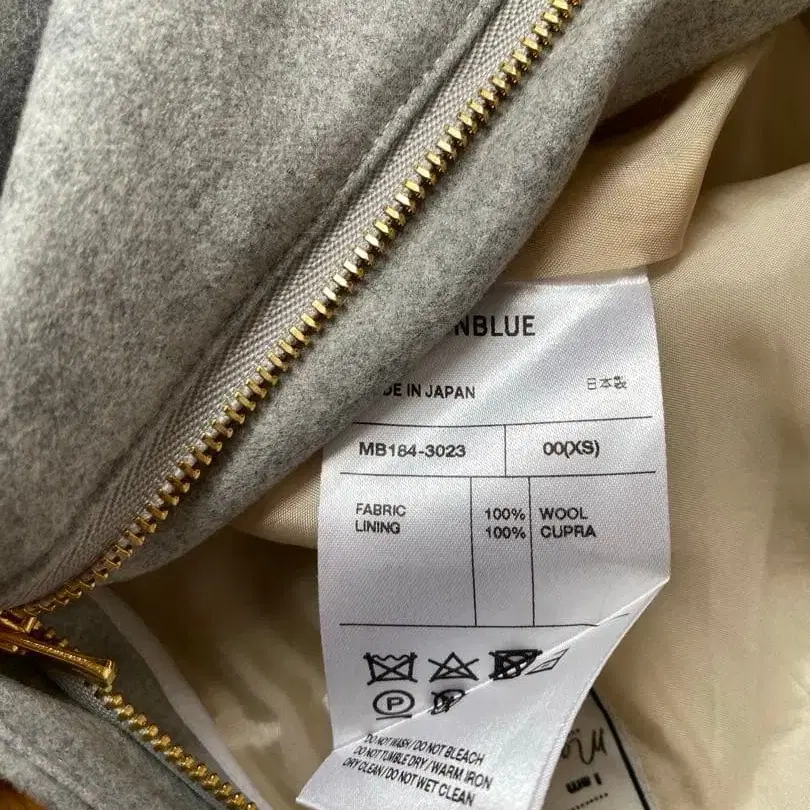 NBLUE
DE IN JAPAN 日本製
MB184-3023 00(XS)
FABRIC 100% WOOL
LINING 100% CUPRA
P
DO NOT WASH / DO NOT BLEACH
DO NOT TUMBLE DRY / WARM IRON
DRY CLEAN / DO NOT WET CLEAN